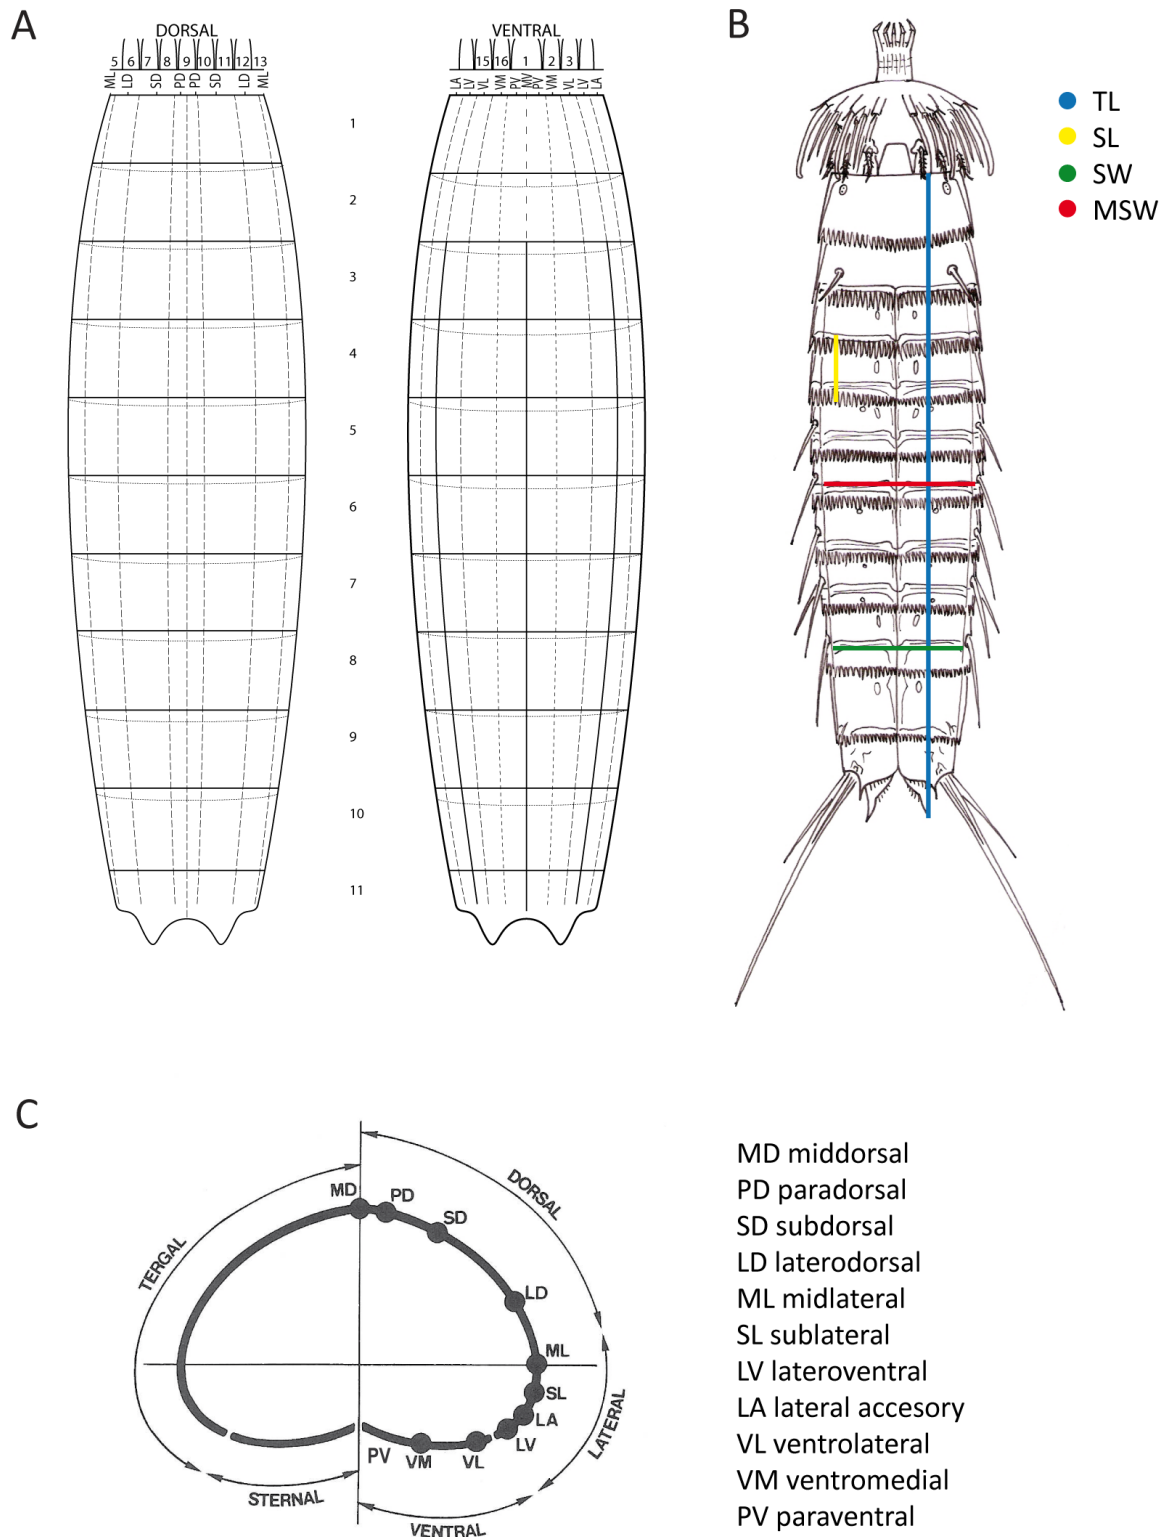 A
DORSAL
5 6 7 8 9 10 11 12 13
ML LD SD PD PD SD LD ML
VENTRAL
15 16 1 2 3
LA LV VL VM PV MV PV VM VL LV LA
1
2
3
4
5
6
7
8
9
10
11
B
TL
SL
SW
MSW
C
TERGAL
DORSAL
LATERAL
VENTRAL
STERNAL
MD
PD
SD
LD
ML
SL
LA
LV
VL
VM
PV
MD middorsal
PD paradorsal
SD subdorsal
LD laterodorsal
ML midlateral
SL sublateral
LV lateroventral
LA lateral accesory
VL ventrolateral
VM ventromedial
PV paraventral